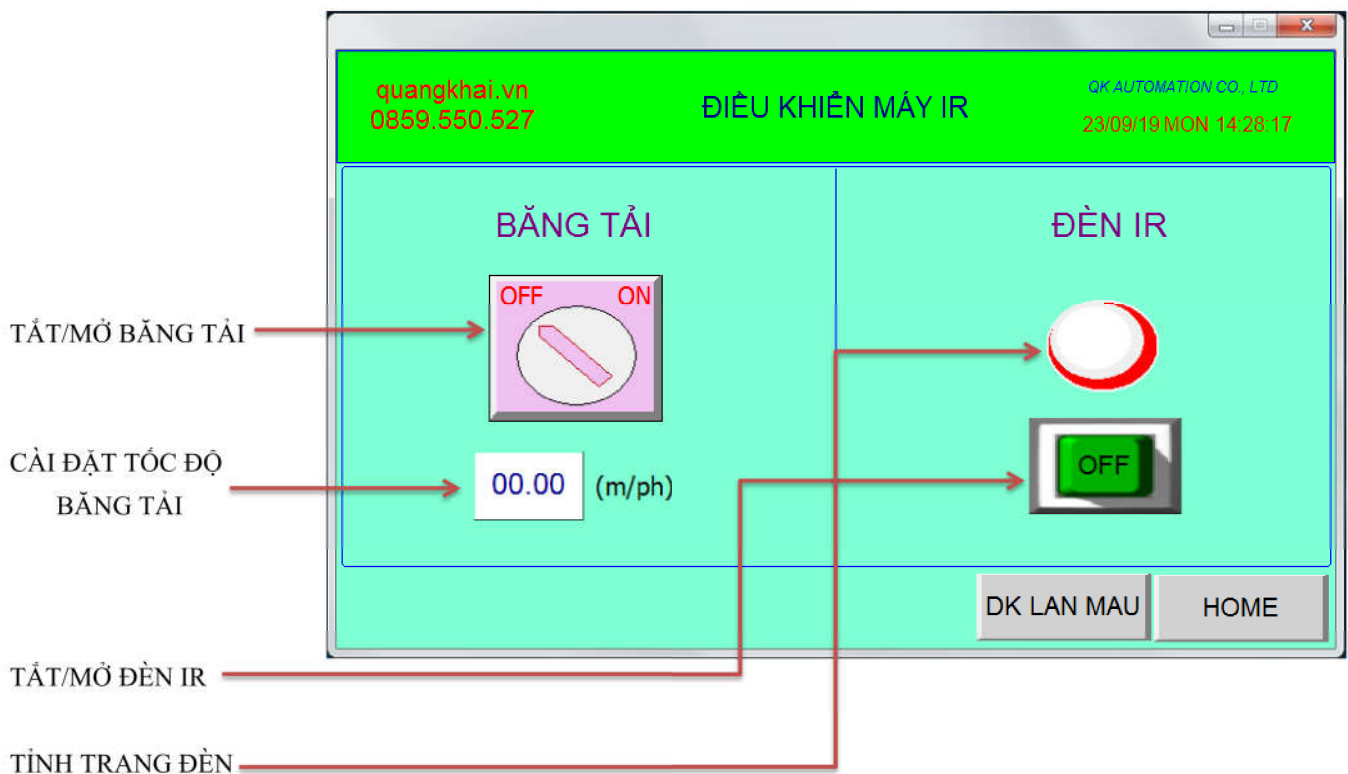 quangkhai.vn
0859.550.527
ĐIỀU KHIỂN MÁY IR
QK AUTOMATION CO., LTD
23/09/19 MON 14:28:17
BĂNG TẢI
ĐÈN IR
OFF ON
TẮT/MỞ BĂNG TẢI
CÀI ĐẶT TỐC ĐỘ
BĂNG TẢI
00.00 (m/ph)
OFF
DK LAN MAU
HOME
TẮT/MỞ ĐÈN IR
TÌNH TRANG ĐÈN